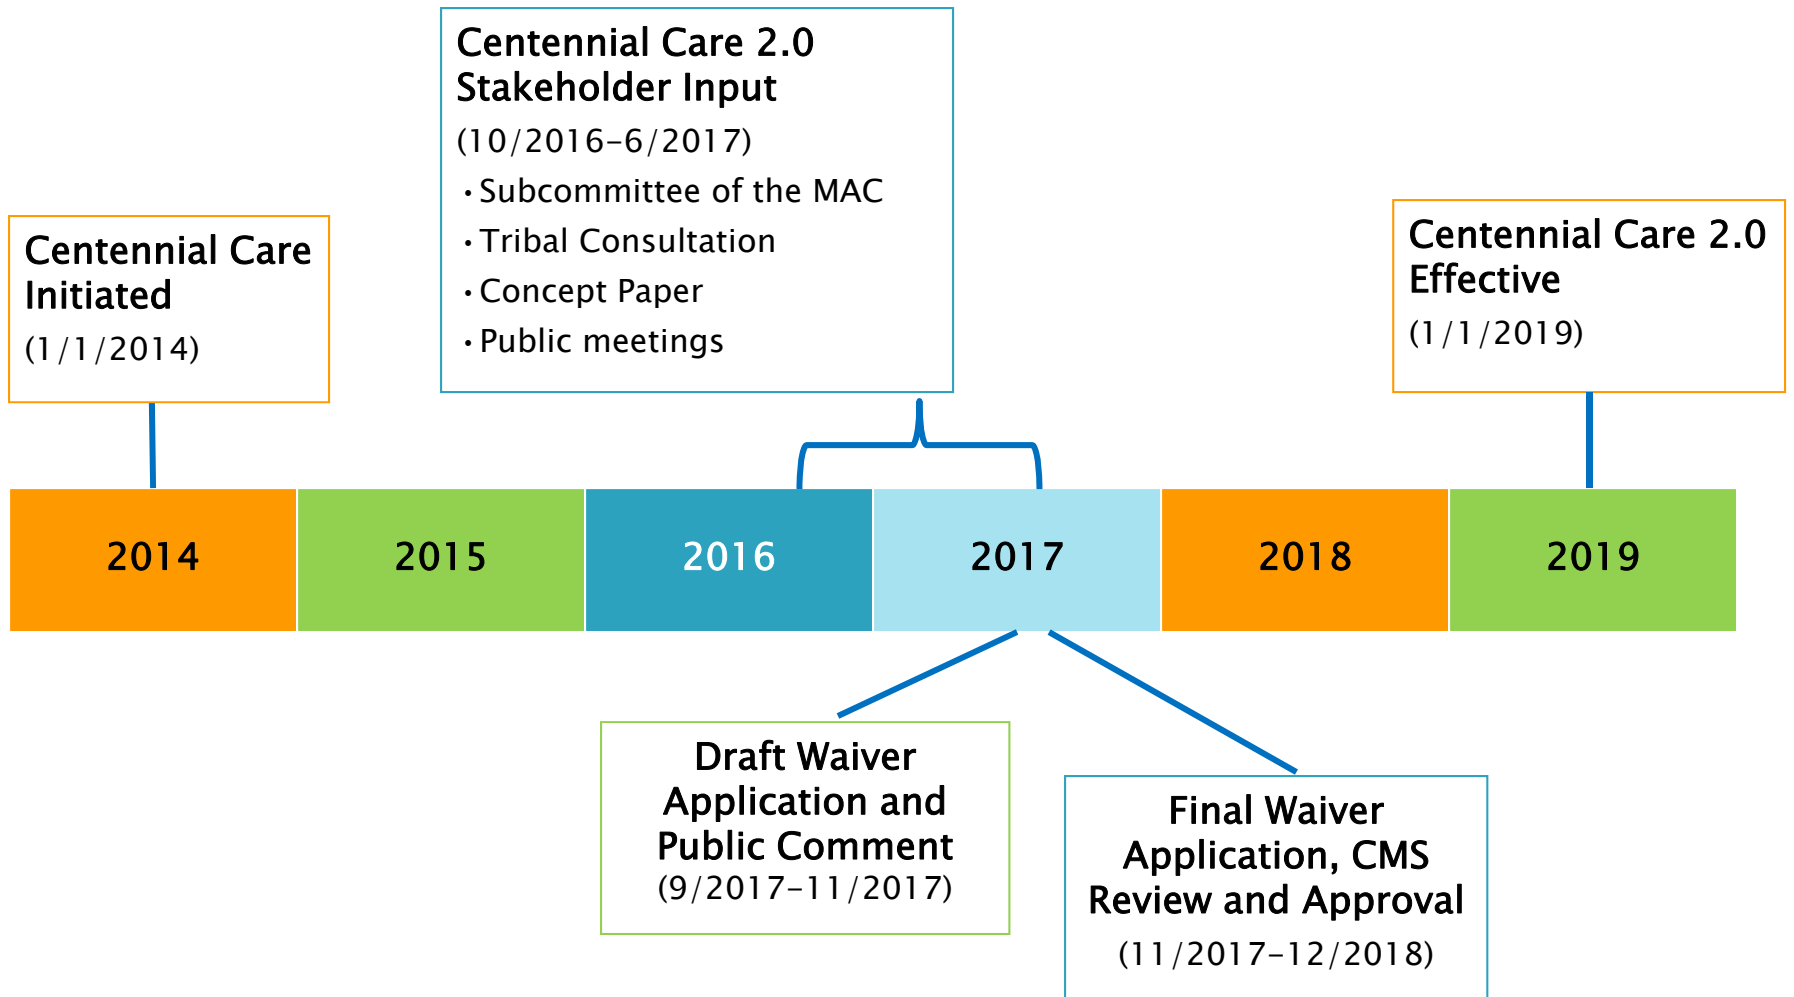 Centennial Care 2.0
Stakeholder Input
(10/2016-6/2017)
• Subcommittee of the MAC
• Tribal Consultation
• Concept Paper
• Public meetings
Centennial Care
Initiated
(1/1/2014)
Centennial Care 2.0
Effective
(1/1/2019)
2014
2015
2016
2017
2018
2019
Draft Waiver
Application and
Public Comment
(9/2017-11/2017)
Final Waiver
Application, CMS
Review and Approval
(11/2017-12/2018)